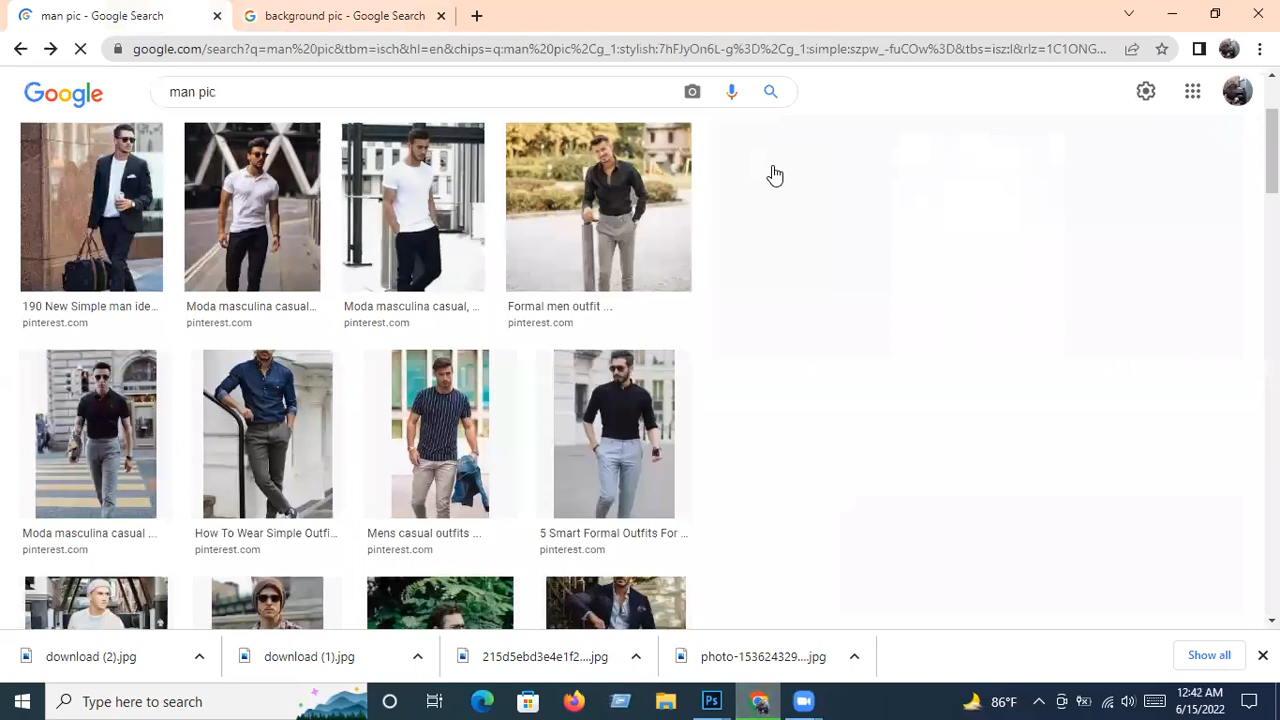 man pic - Google Search
background pic - Google Search
google.com/search?q=man%20pic&tbm=isch&hl=en&chips=q:man%20pic%2Cg_1:stylish:7hFJyOn6L-g%3D%2Cg_1:simple:szpw_-fuCOw%3D&tbs=isz:l&rlz=1C1ONG...
Google
man pic
190 New Simple man ide...
pinterest.com
Moda masculina casual...
pinterest.com
Moda masculina casual, ...
pinterest.com
Formal men outfit ...
pinterest.com
Moda masculina casual ...
pinterest.com
How To Wear Simple Outfi...
pinterest.com
Mens casual outfits ...
pinterest.com
5 Smart Formal Outfits For ...
pinterest.com
download (2).jpg
download (1).jpg
215d5ebd3e4e1f2....jpg
photo-153624329....jpg
Show all
Type here to search
Ps
86°F
12:42 AM
6/15/2022